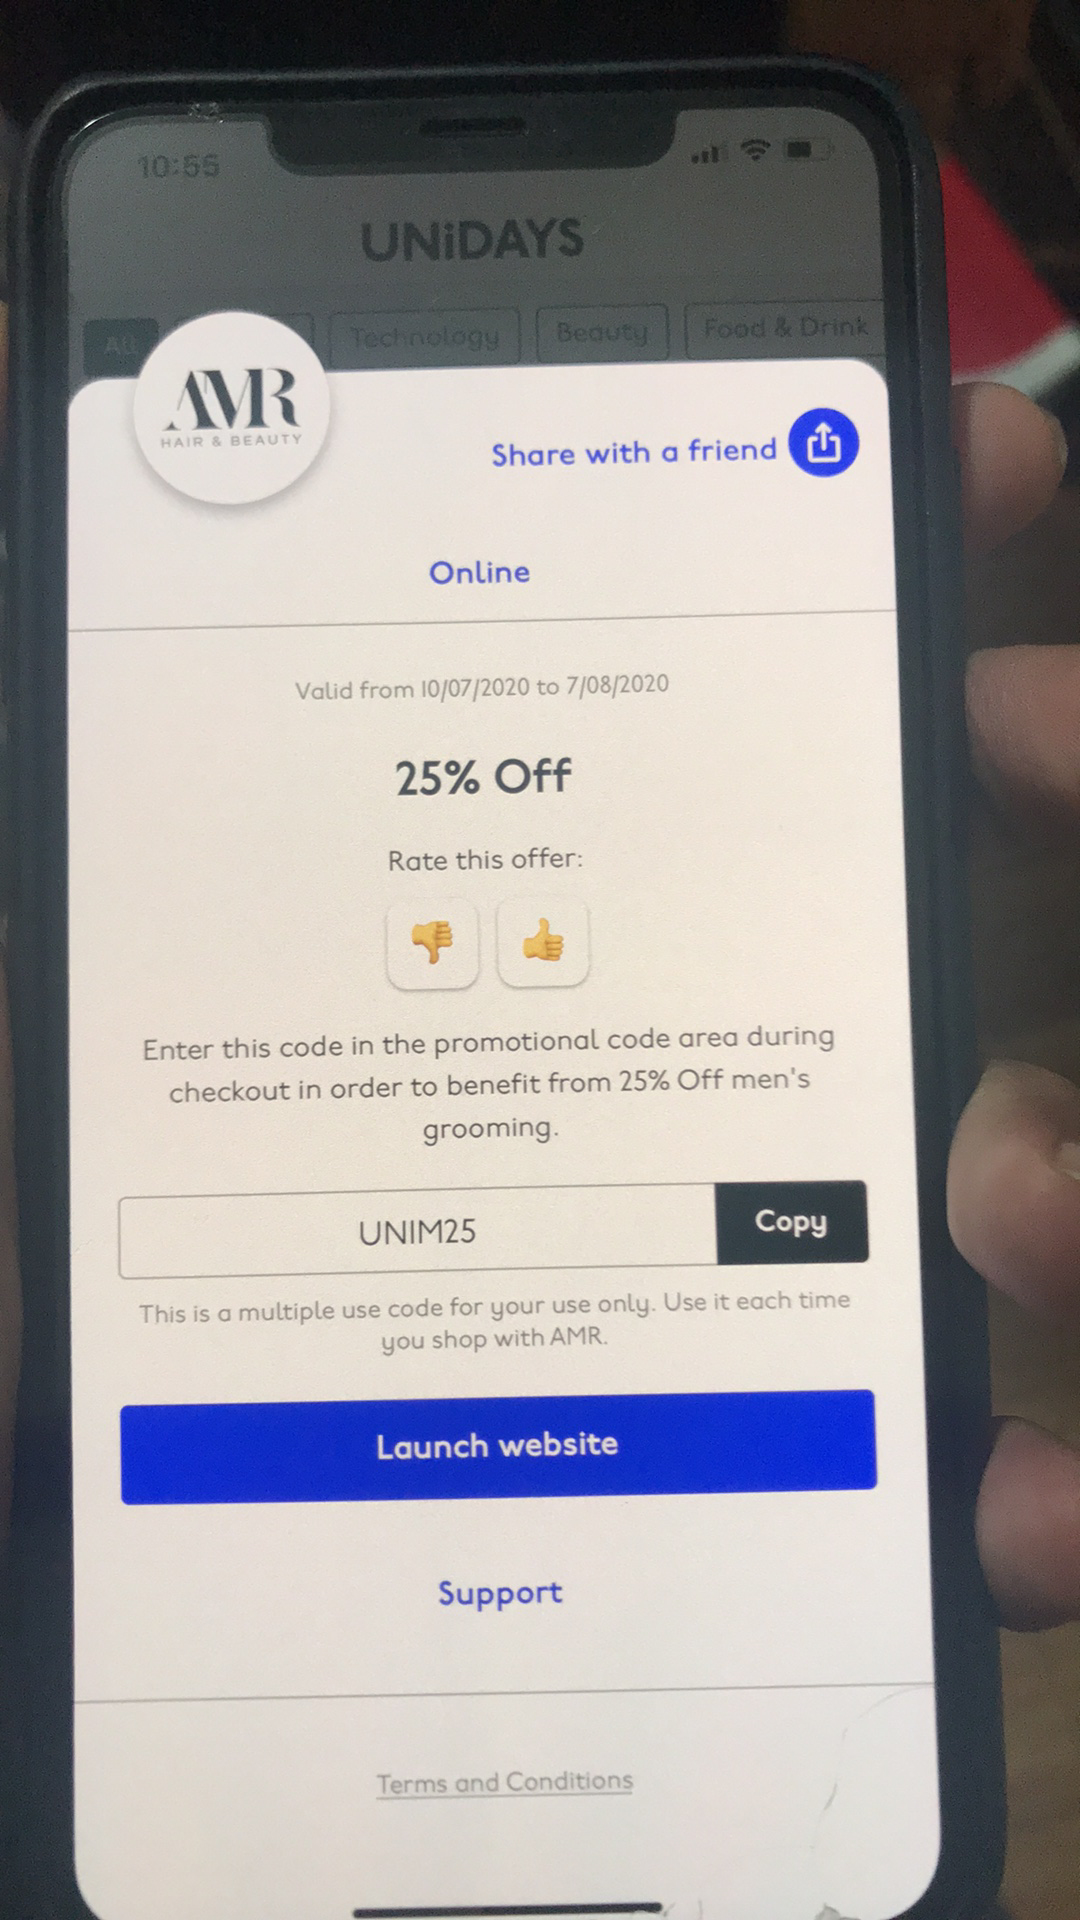 10:55
UNiDAYS
All
Technology
Beauty
Food & Drink
AMR
HAIR & BEAUTY
Share with a friend
Online
Valid from 10/07/2020 to 7/08/2020
25% Off
Rate this offer:
Enter this code in the promotional code area during
checkout in order to benefit from 25% Off men's
grooming.
UNIM25
Copy
This is a multiple use code for your use only. Use it each time
you shop with AMR.
Launch website
Support
Terms and Conditions